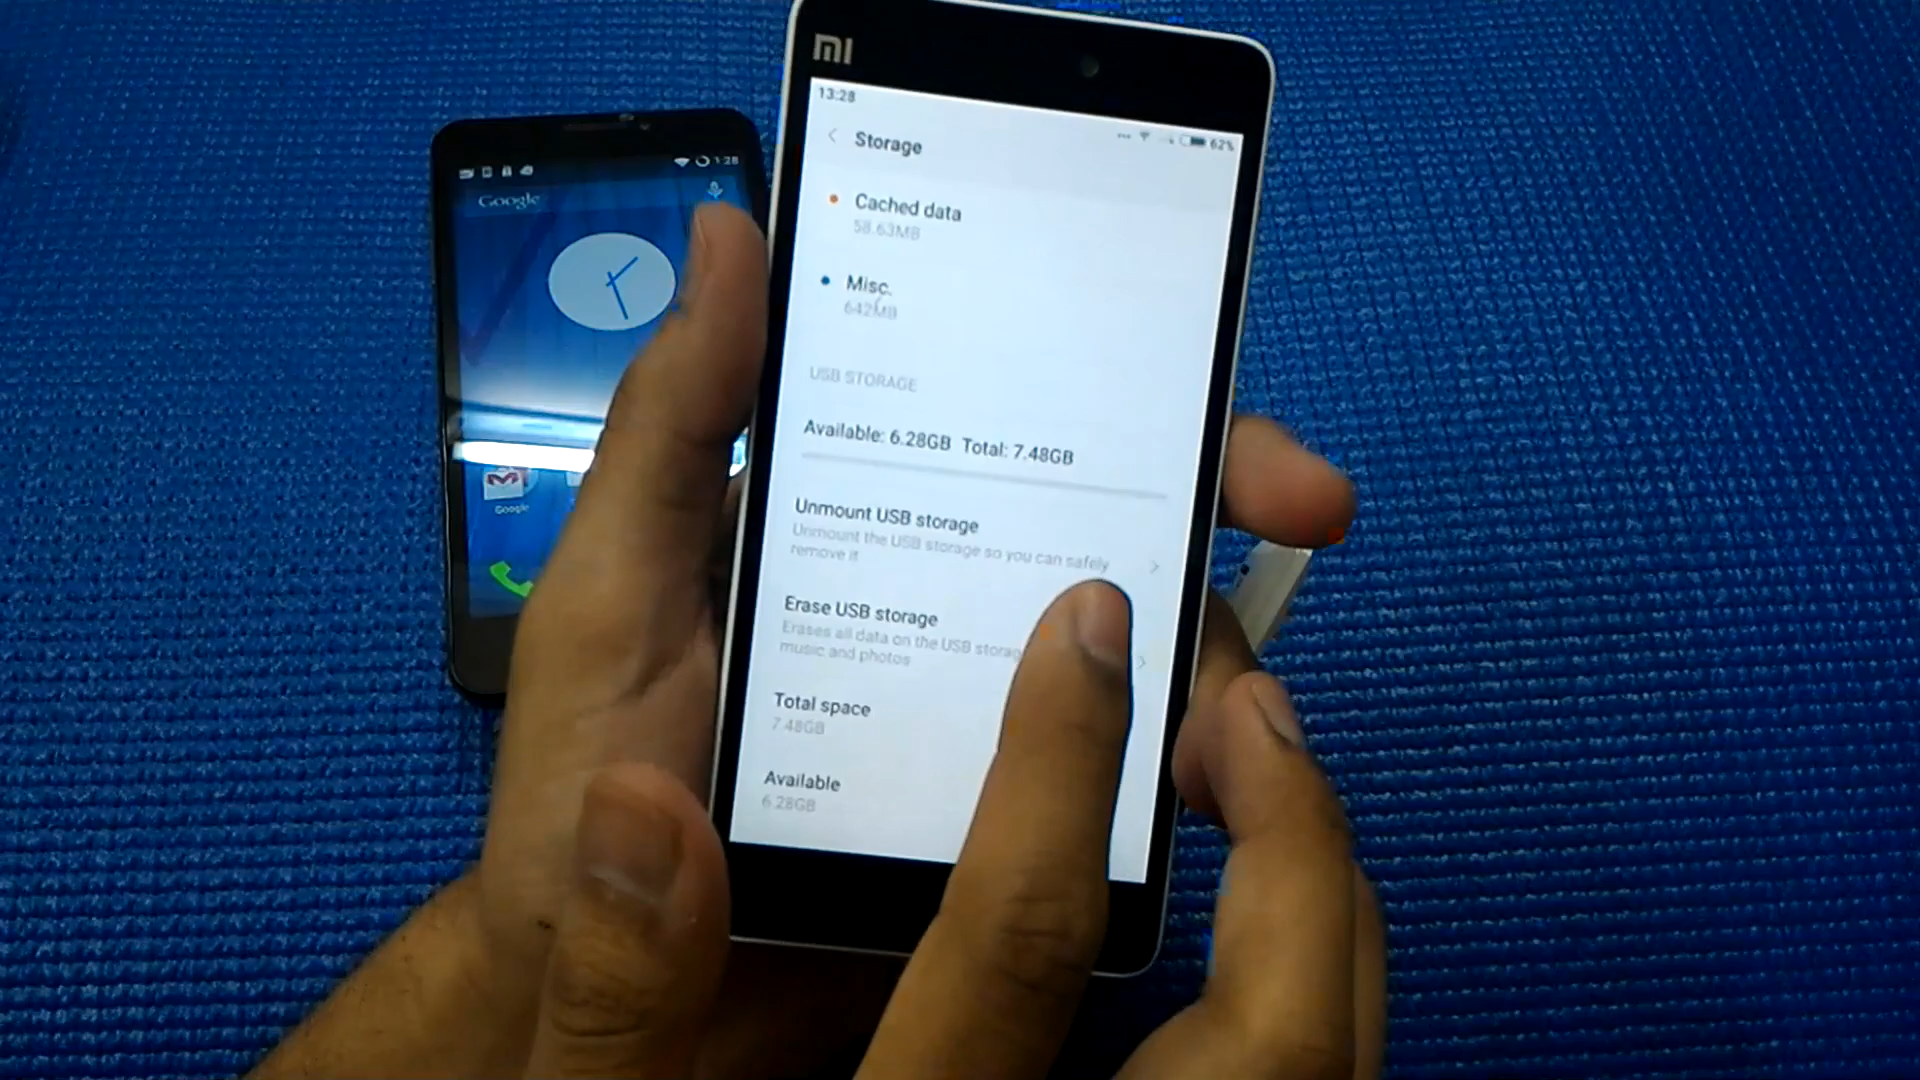 mi
13:28
62%
Storage
Cached data
58.63MB
Misc.
642MB
USB STORAGE
Available: 6.28GB Total: 7.48GB
Unmount USB storage
Unmount the USB storage so you can safely
remove it
Erase USB storage
Erases all data on the USB
music and photos
Total space
7.48GB
Available
6.28GB
1:28
Google
Google